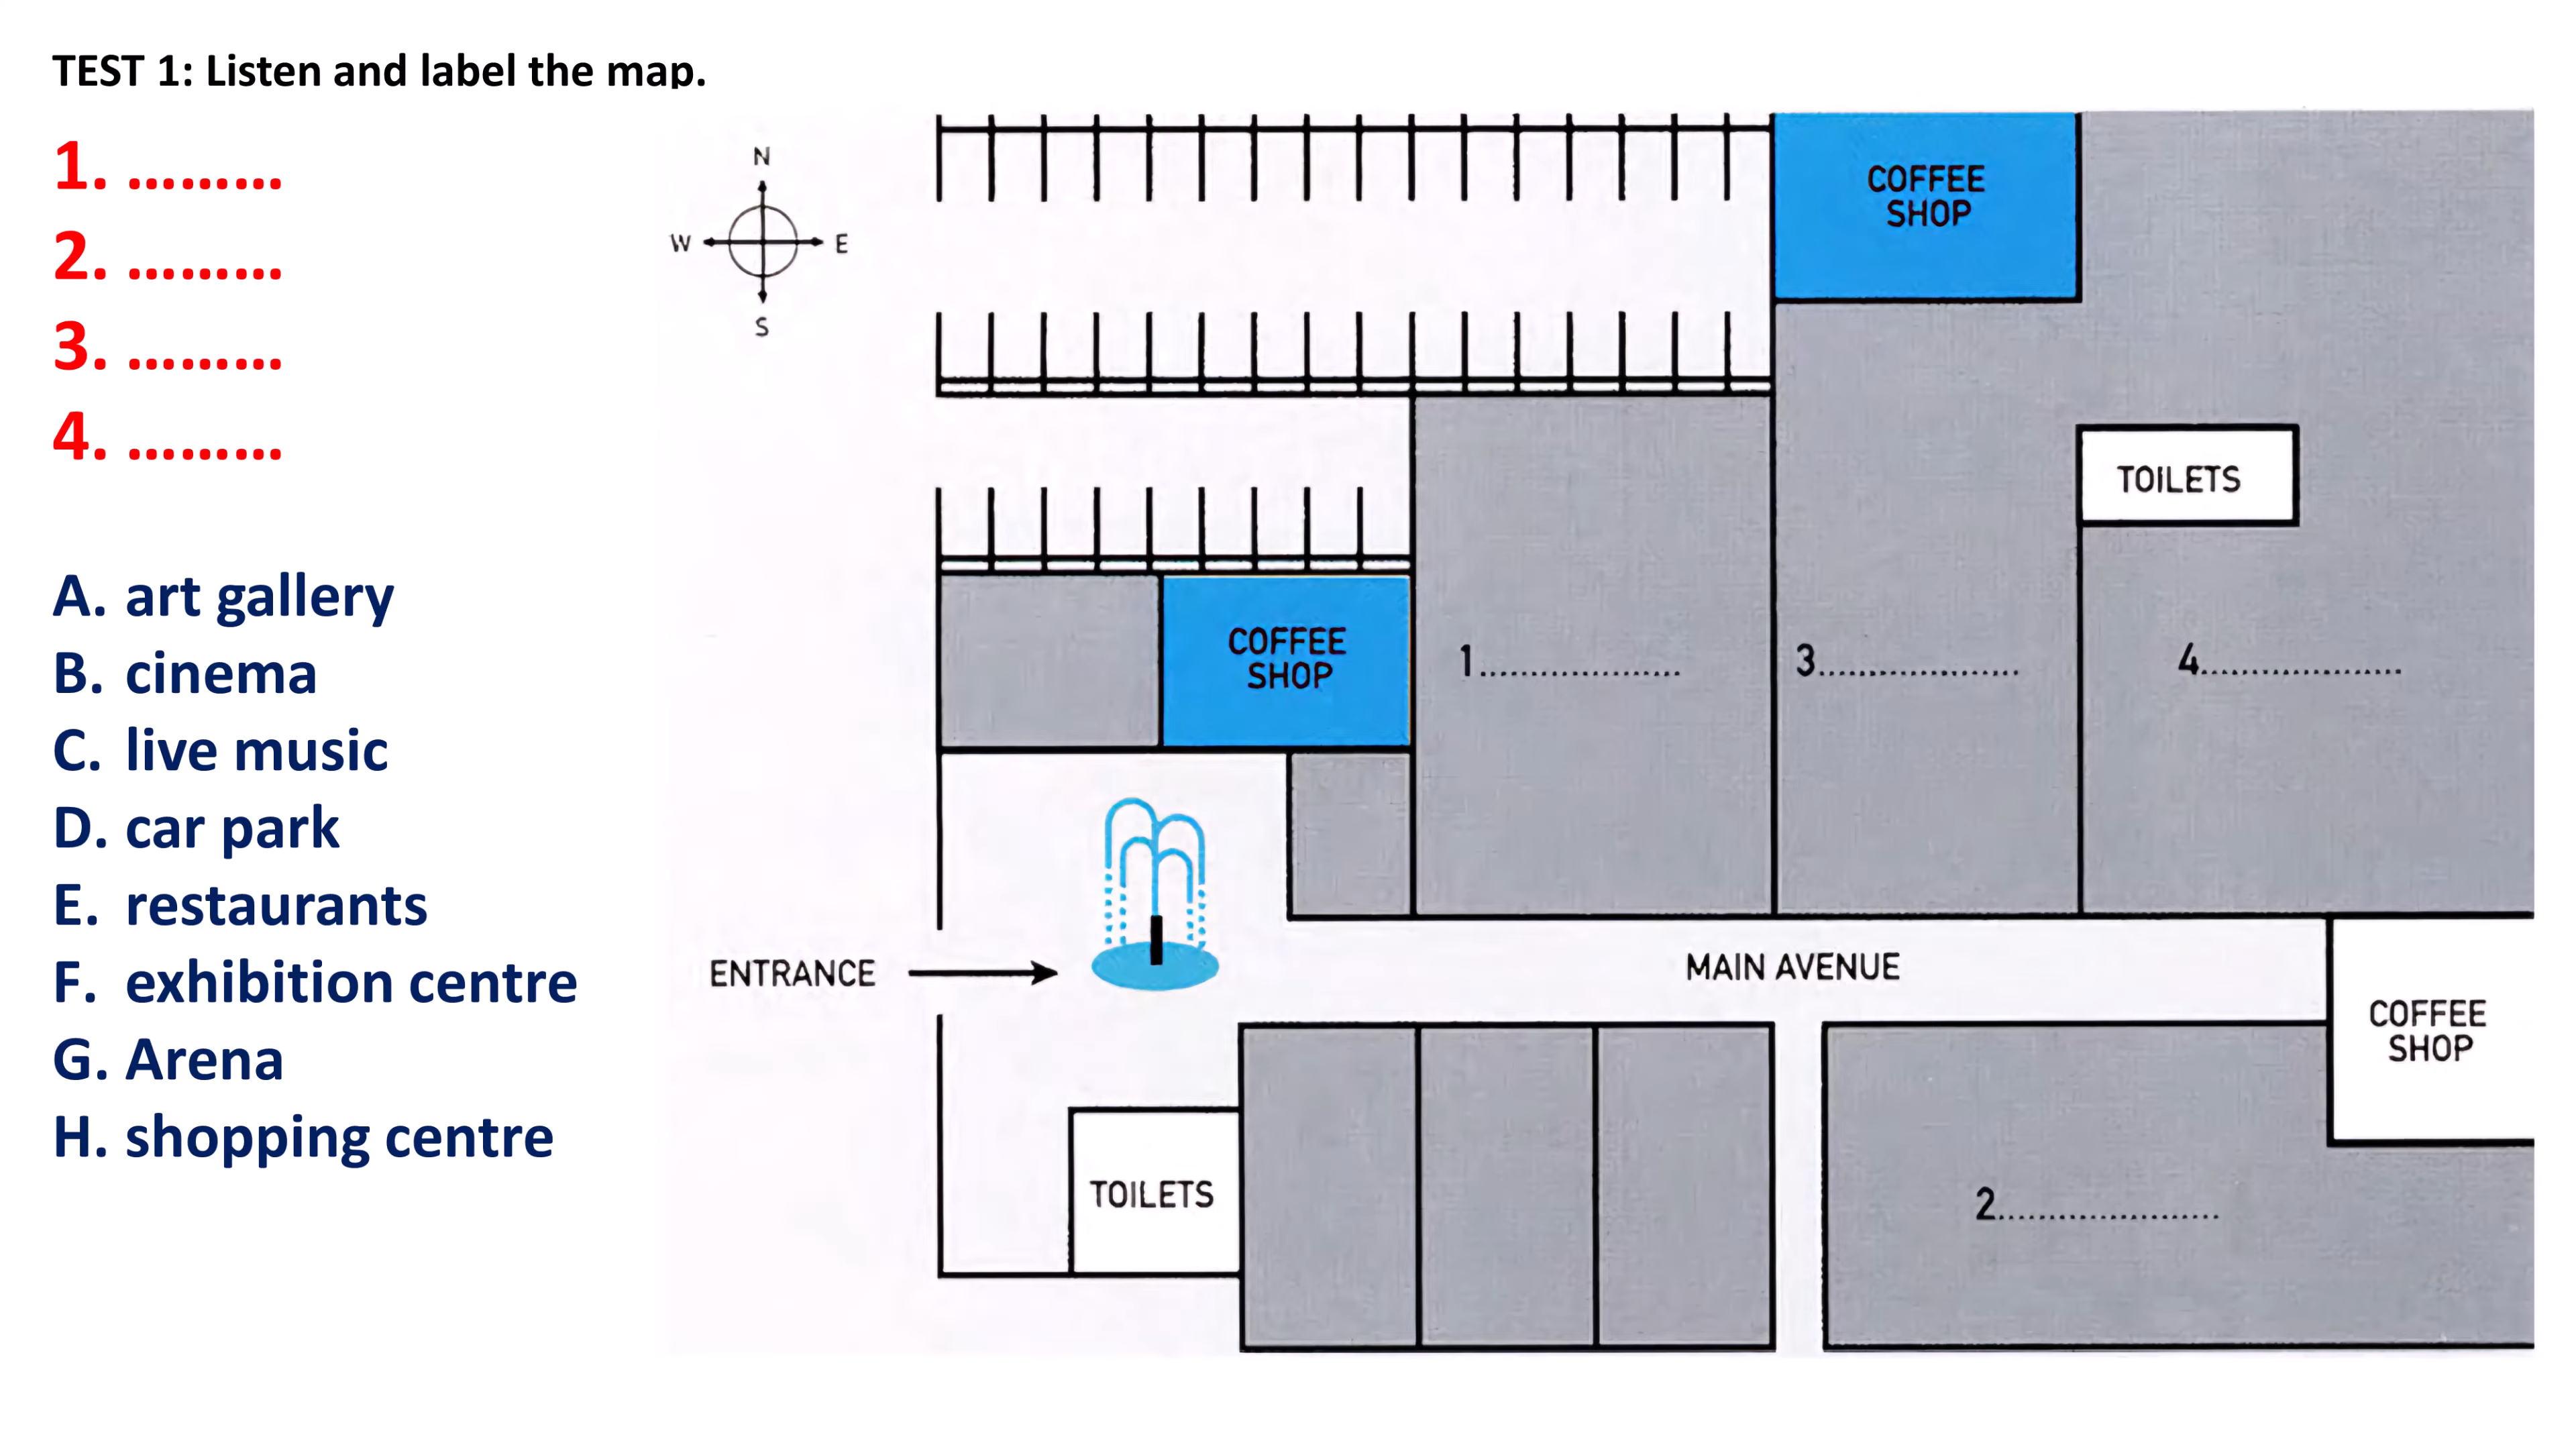 TEST 1: Listen and label the map.
1. .........
2. .........
3. .........
4. .........
A. art gallery
B. cinema
C. live music
D. car park
E. restaurants
F. exhibition centre
G. Arena
H. shopping centre
N
W E
S
COFFEE
SHOP
TOILETS
COFFEE
SHOP
1....................
3....................
4....................
ENTRANCE
MAIN AVENUE
COFFEE
SHOP
TOILETS
2......................